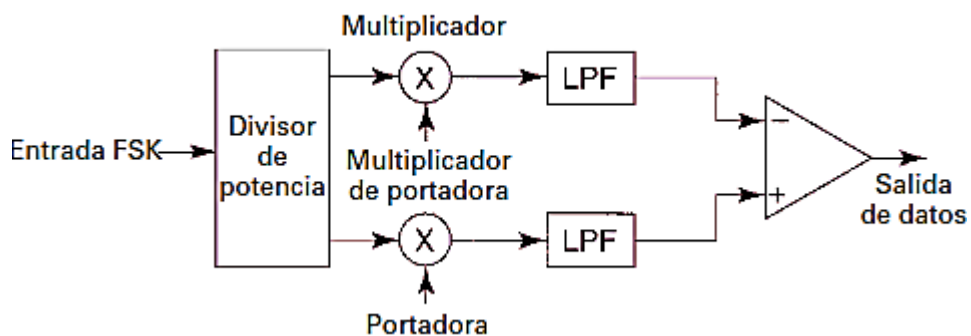 Multiplicador
X
LPF
−
Entrada FSK
Divisor
de
potencia
Multiplicador
de portadora
X
LPF
+
Salida
de datos
Portadora